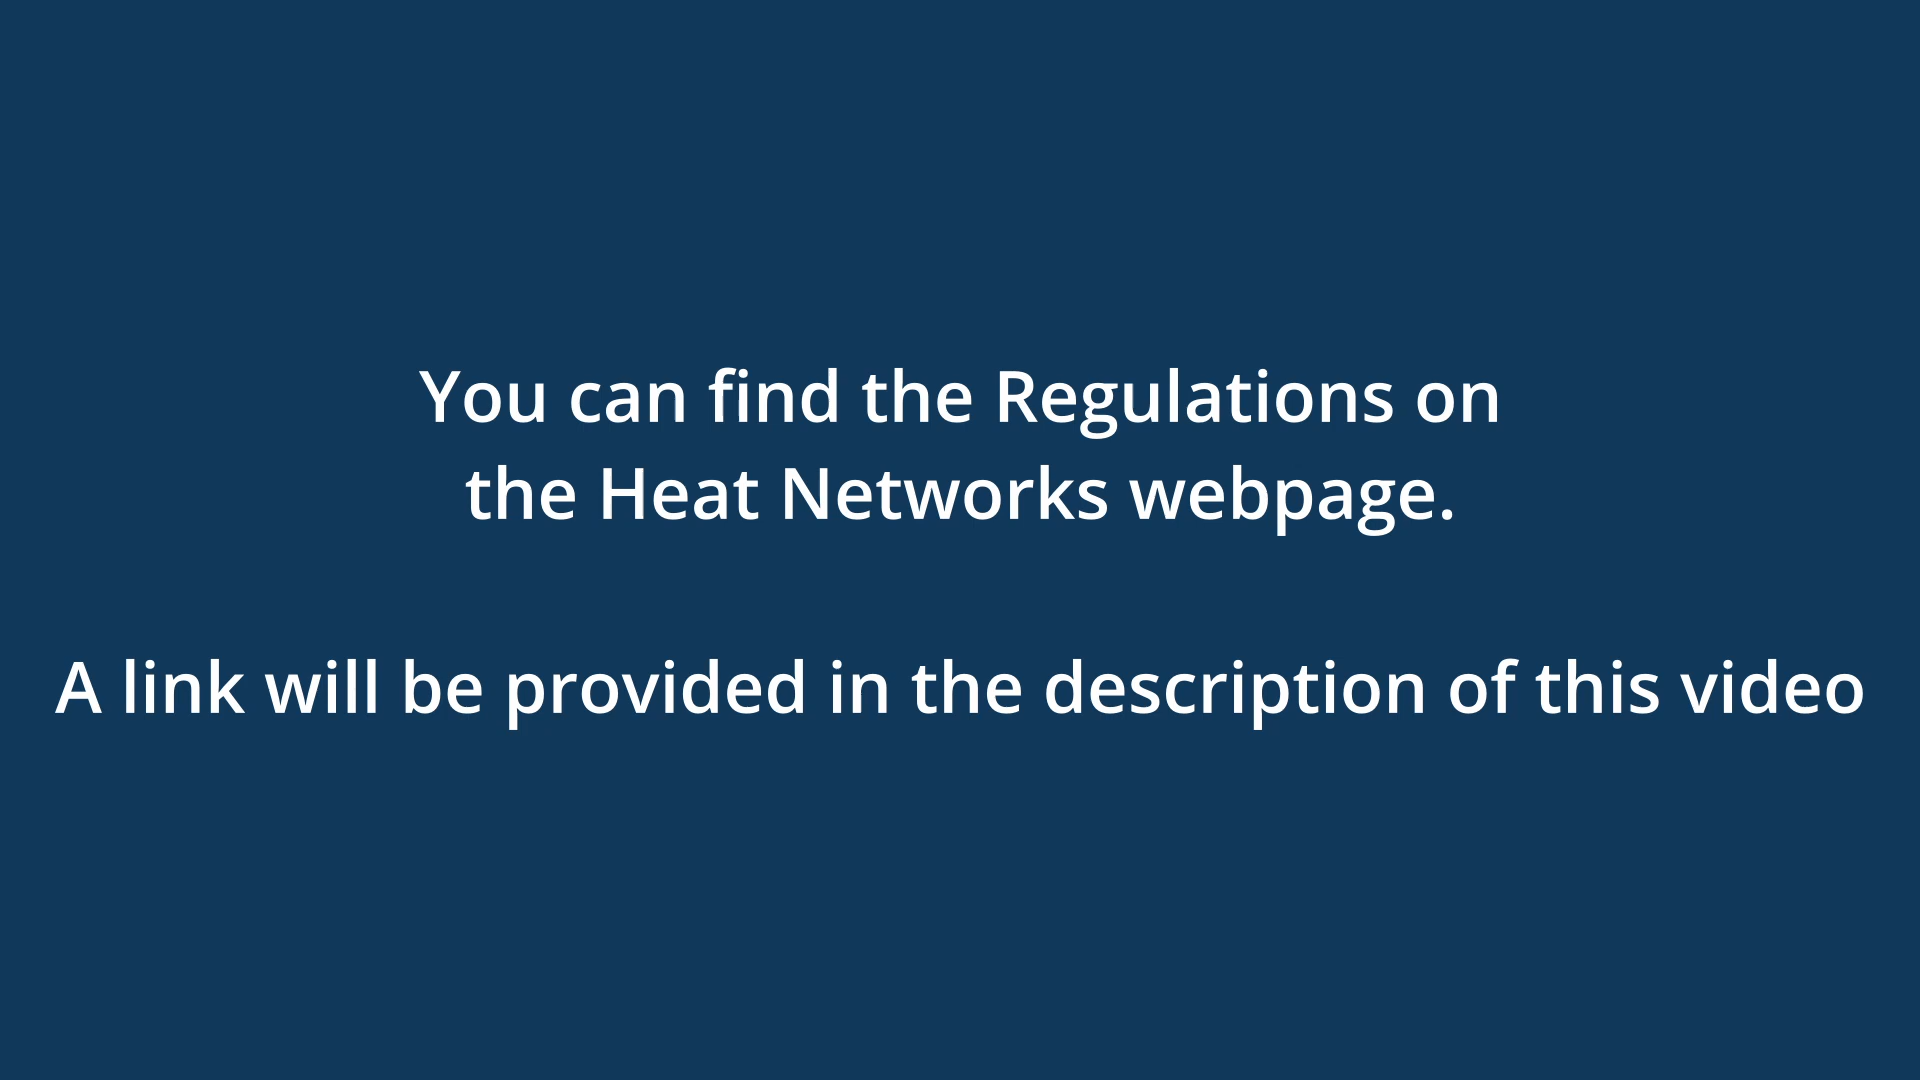 You can find the Regulations on
the Heat Networks webpage.
A link will be provided in the description of this video